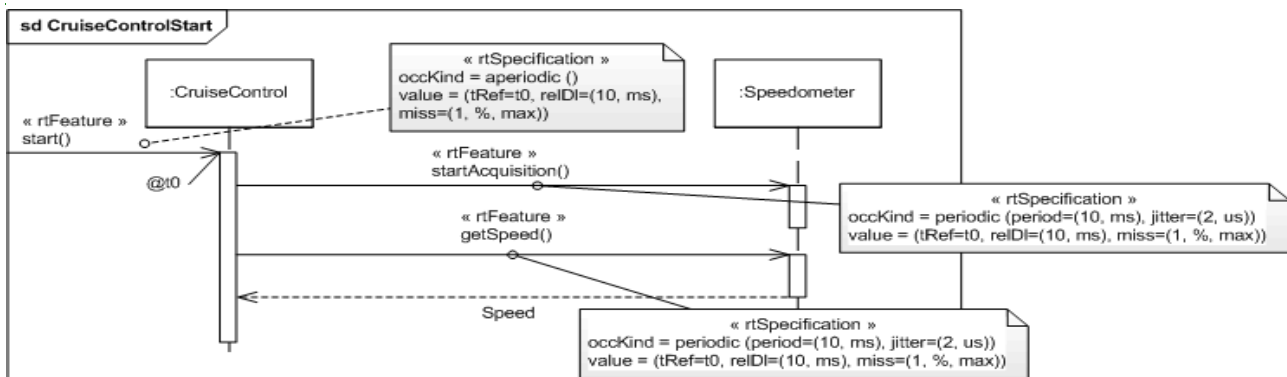 sd CruiseControlStart
« rtSpecification »
occKind = aperiodic ()
value = (tRef=t0, relDl=(10, ms),
miss=(1, %, max))
:CruiseControl
:Speedometer
« rtFeature »
start()
@t0
« rtFeature »
startAcquisition()
« rtSpecification »
occKind = periodic (period=(10, ms), jitter=(2, us))
value = (tRef=t0, relDl=(10, ms), miss=(1, %, max))
« rtFeature »
getSpeed()
Speed
« rtSpecification »
occKind = periodic (period=(10, ms), jitter=(2, us))
value = (tRef=t0, relDl=(10, ms), miss=(1, %, max))